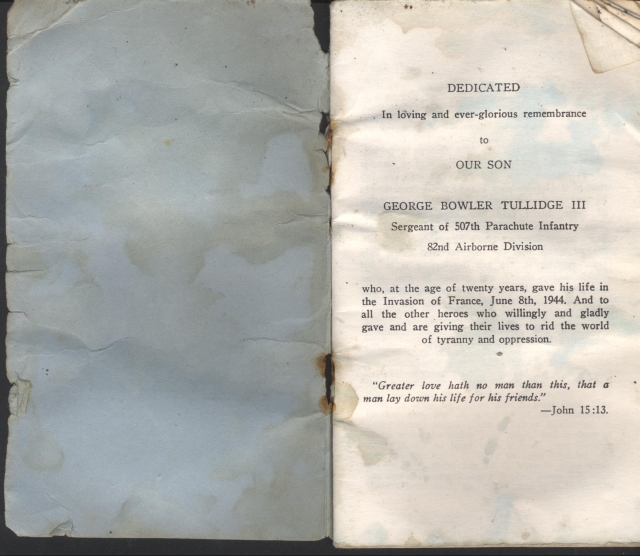 DEDICATED
In loving and ever-glorious remembrance
to
OUR SON
GEORGE BOWLER TULLIDGE III
Sergeant of 507th Parachute Infantry
82nd Airborne Division
who, at the age of twenty years, gave his life in
the Invasion of France, June 8th, 1944. And to
all the other heroes who willingly and gladly
gave and are giving their lives to rid the world
of tyranny and oppression.
"Greater love hath no man than this, that a
man lay down his life for his friends."
—John 15:13.